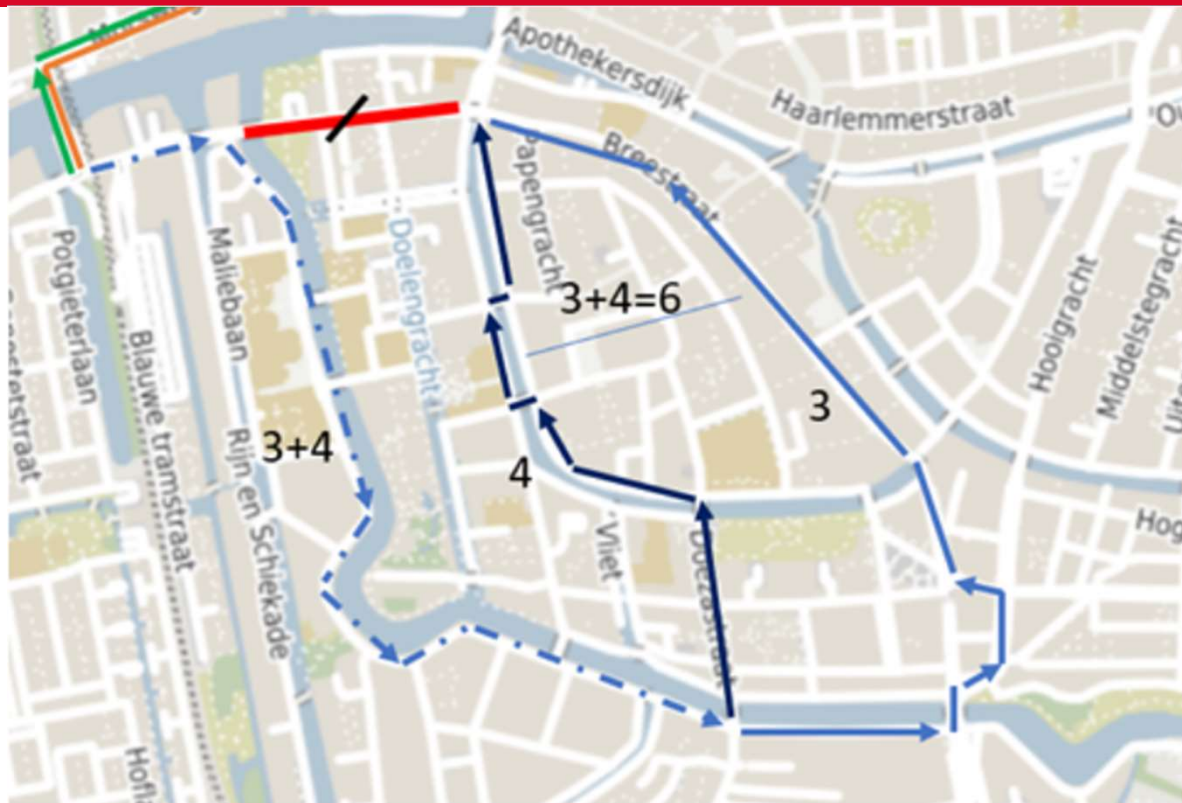 Apothekersdijk
Haarlemmerstraat
Breestraat
Papengracht
Potgieterlaan
Maliebaan
Doelengracht
3+4=6
Hooigracht
Middelstegracht
Blauwe tramstraat
Rijn en Schiekade
3+4
3
4
Vliet
Doezastraat